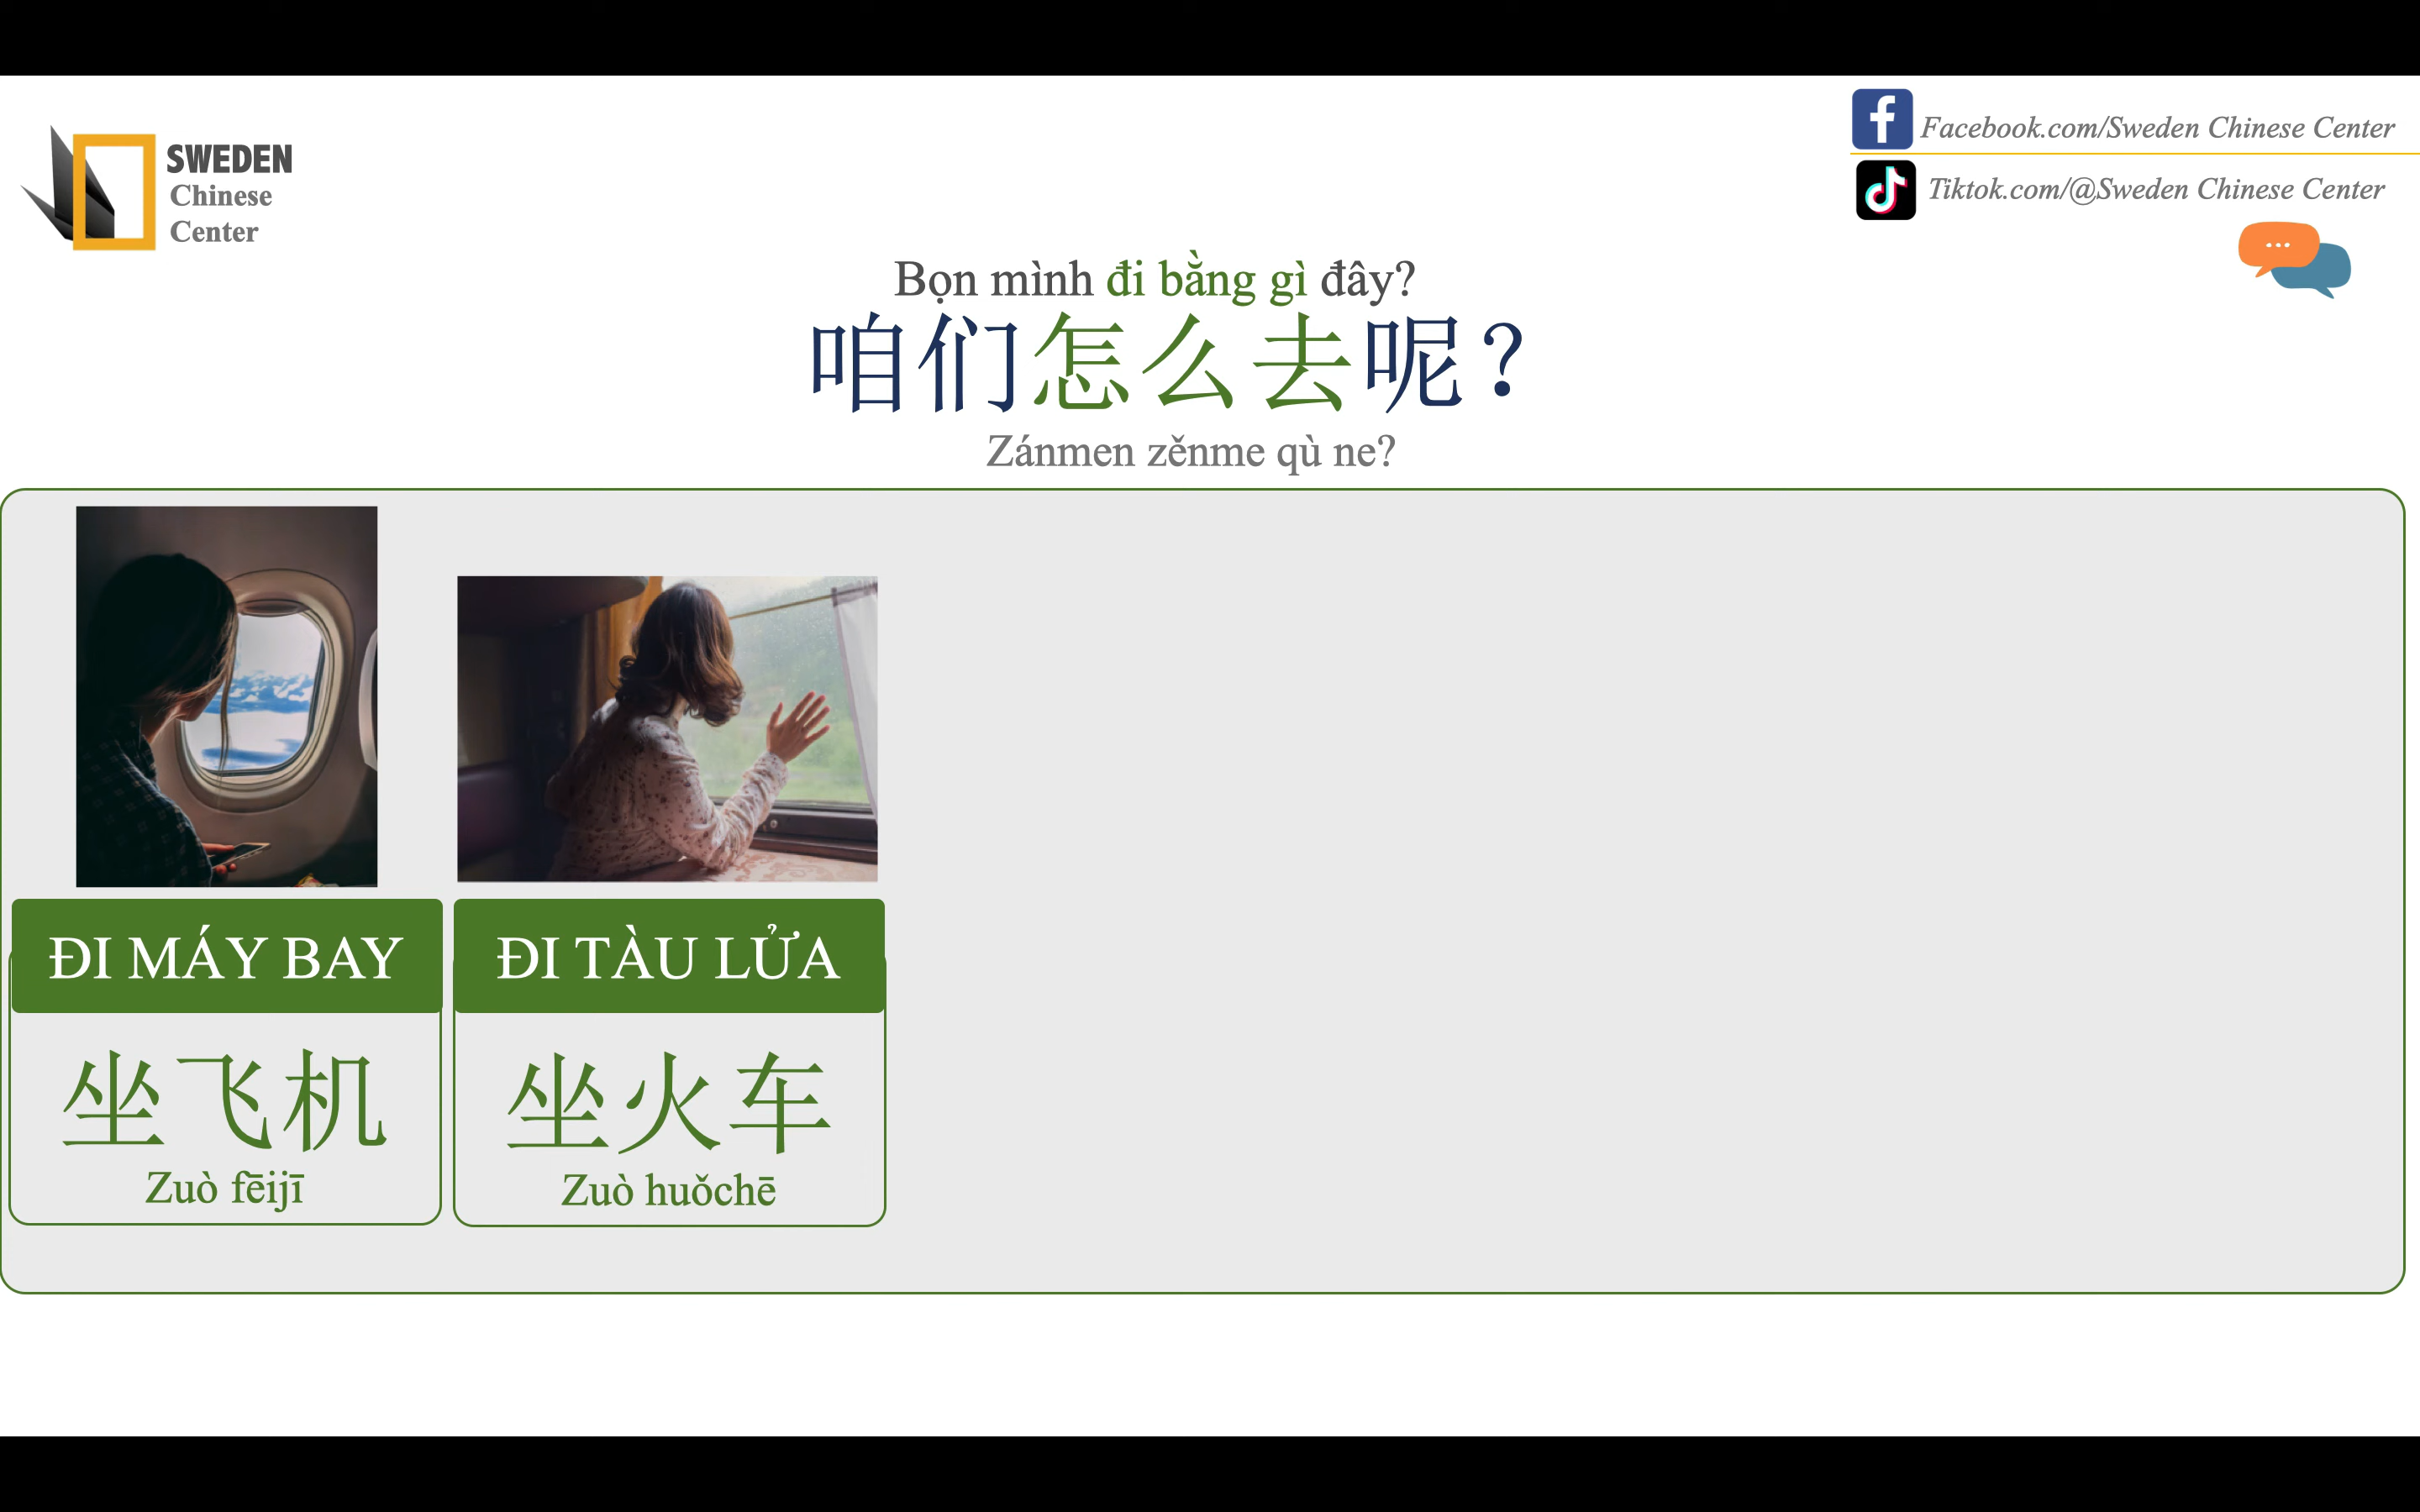 SWEDEN
Chinese
Center
Facebook.com/Sweden Chinese Center
Tiktok.com/@Sweden Chinese Center
Bọn mình đi bằng gì đây?
咱们怎么去呢？
Zánmen zěnme qù ne?
ĐI MÁY BAY
坐飞机
Zuò fēijī
ĐI TÀU LỬA
坐火车
Zuò huǒchē